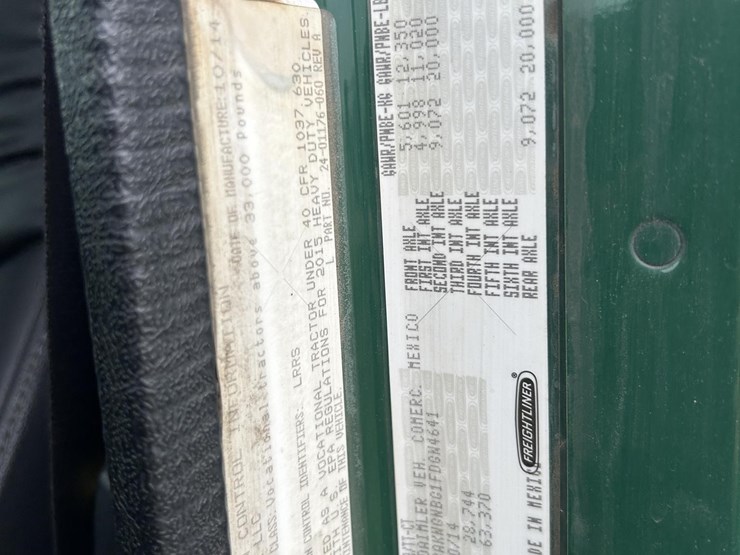 CONTROL INFORMATION DATE OF MANUFACTURE:10/14
LLC
CLASS: Vocational tractors above 33,000 Pounds
CONTROL IDENTIFIERS: LRRS
ED AS A VOCATIONAL TRACTOR UNDER 40 CFR 1037.630
ITH U.S. EPA REGULATIONS FOR 2015 HEAVY DUTY VEHICLES
NTENANCE OF THIS VEHICLE. PART NO. 24-01176-060 REV A
GAWR/PNBE-KG GAWR/PNBE-LB
FRONT AXLE 5,601 12,350
FIRST INT AXLE 4,998 11,020
SECOND INT AXLE 9,072 20,000
THIRD INT AXLE
FOURTH INT AXLE
FIFTH INT AXLE
SIXTH INT AXLE
REAR AXLE 9,072 20,000
AIMLER VEH. COMERC. MEXICO
/14
28,744
63,370
DE IN MEXICO
FREIGHTLINER®